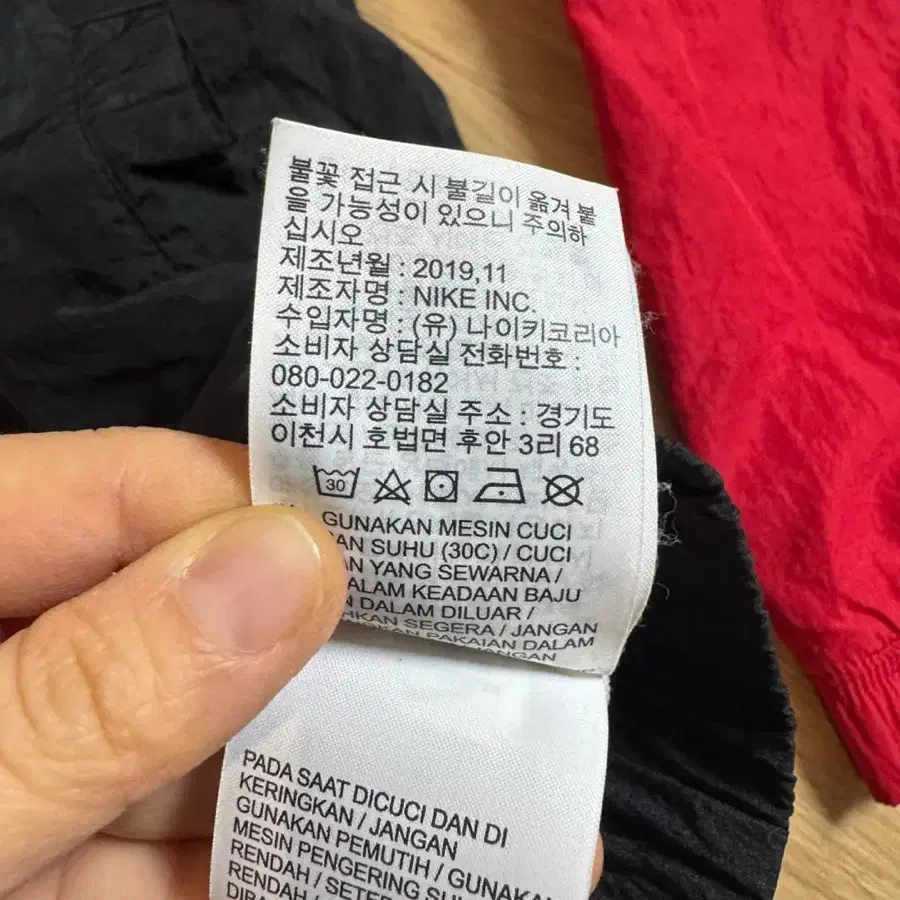 불꽃 접근 시 불길이 옮겨 붙
을 가능성이 있으니 주의하
십시오
제조년월 : 2019,11
제조자명 : NIKE INC.
수입자명 : (유) 나이키코리아
소비자 상담실 전화번호 :
080-022-0182
소비자 상담실 주소 : 경기도
이천시 호법면 후안 3리 68
30
GUNAKAN MESIN CUCI
SUHU (30C) / CUCI
YANG SEWARNA /
DALAM KEADAAN BAJU
DALAM DILUAR /
SEGERA / JANGAN
PAKAIAN DALAM
JANGAN
PADA SAAT DICUCI DAN DI
KERINGKAN / JANGAN
GUNAKAN PEMUTIH / GUNAKAN
MESIN PENGERING
RENDAH /
RENDAH /